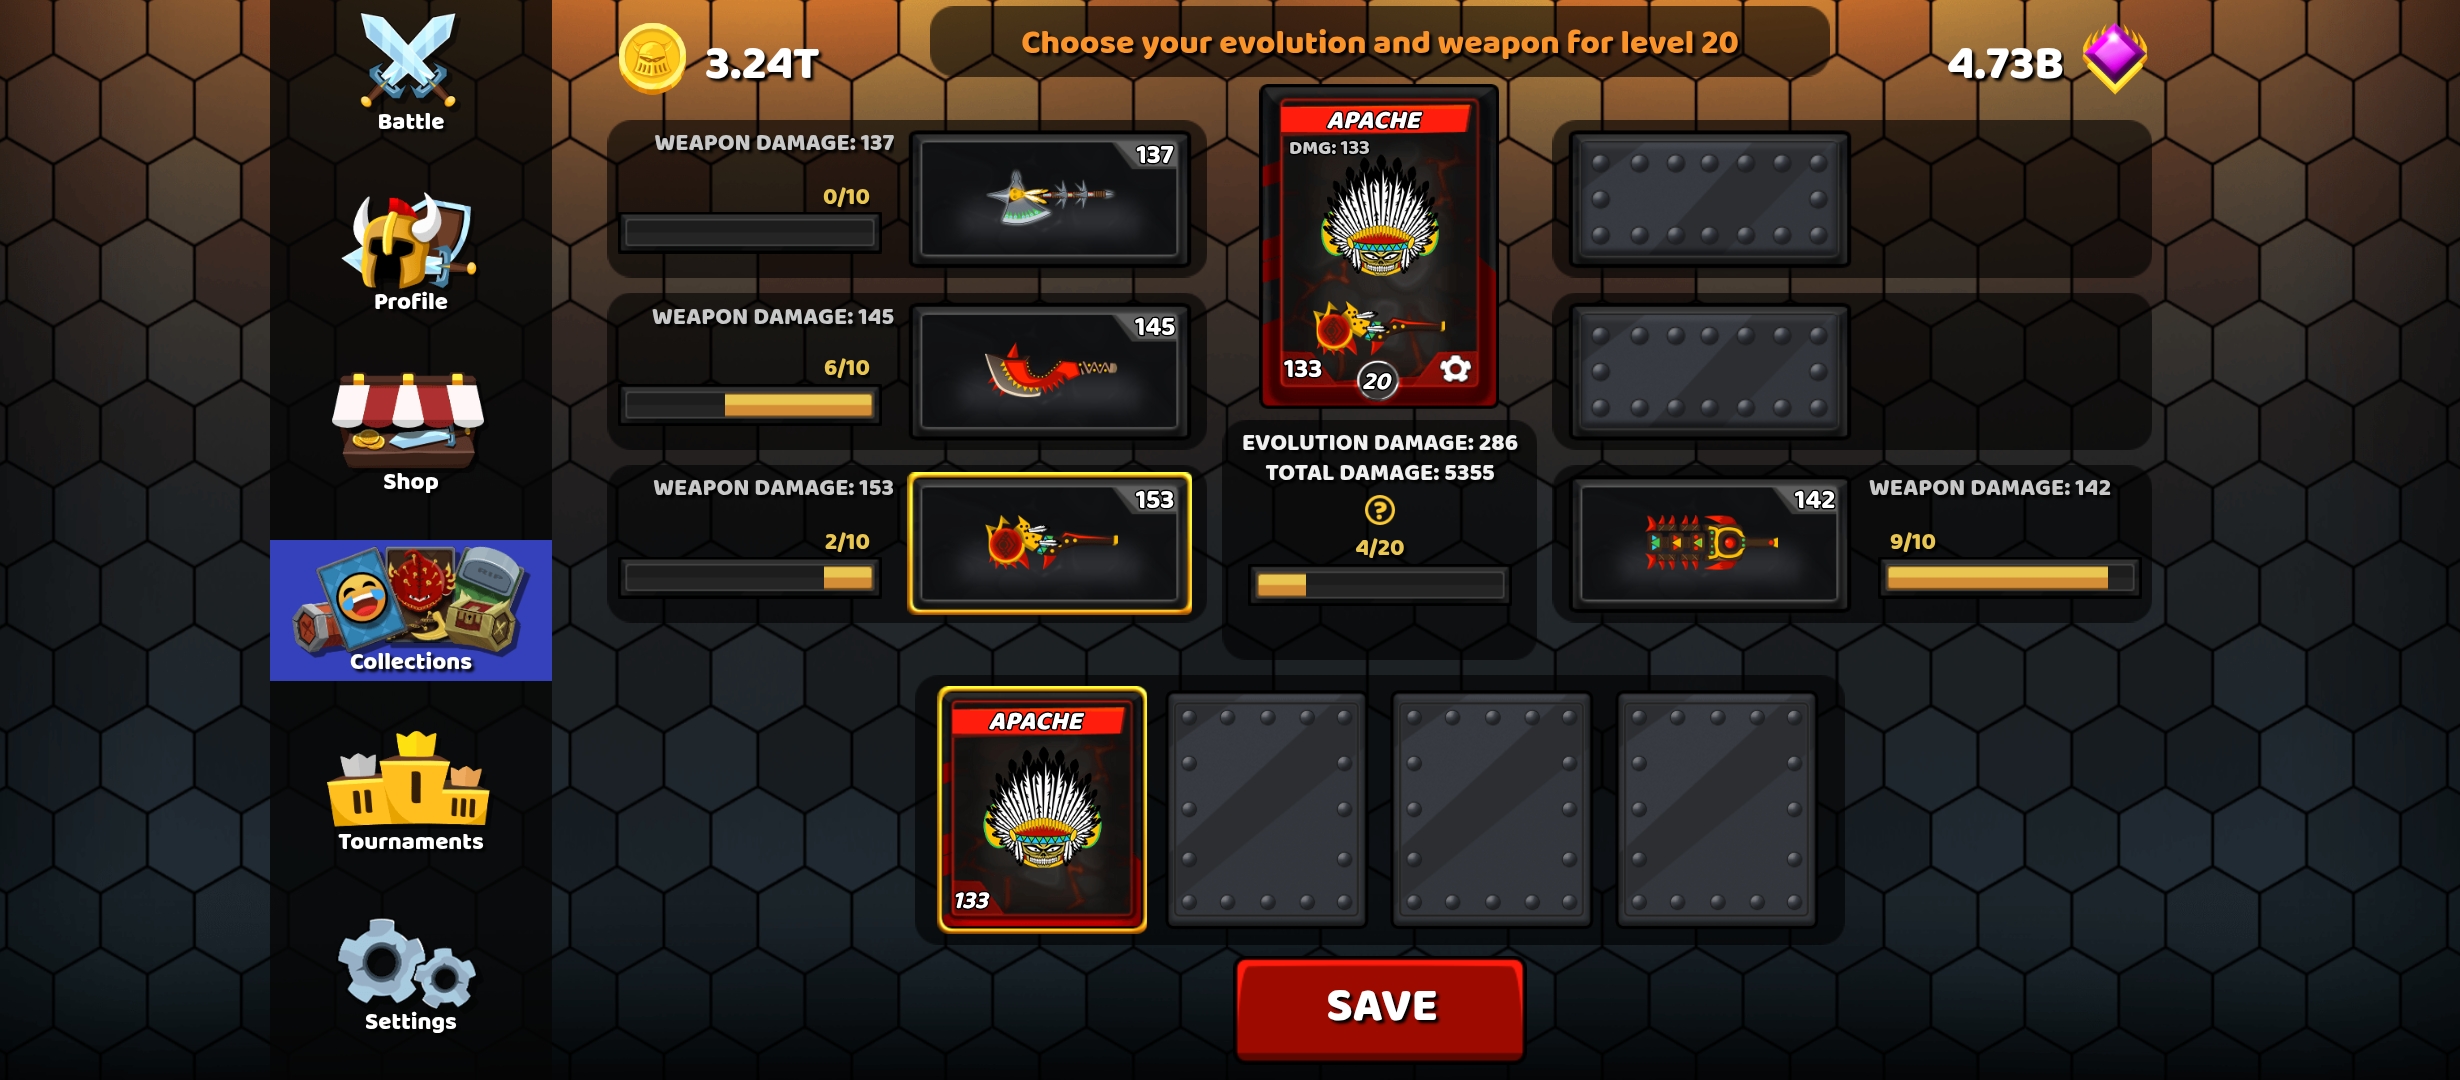 Battle
Profile
Shop
Collections
Tournaments
Settings
3.24T
Choose your evolution and weapon for level 20
4.73B
WEAPON DAMAGE: 137
0/10
137
WEAPON DAMAGE: 145
6/10
145
WEAPON DAMAGE: 153
2/10
153
APACHE
DMG: 133
133
20
EVOLUTION DAMAGE: 286
TOTAL DAMAGE: 5355
?
4/20
142
WEAPON DAMAGE: 142
9/10
APACHE
133
SAVE